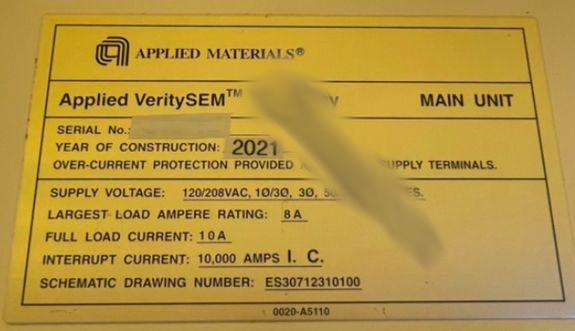 APPLIED MATERIALS®
Applied VeritySEM™ MAIN UNIT
SERIAL No.:
YEAR OF CONSTRUCTION: 2021
OVER-CURRENT PROTECTION PROVIDED SUPPLY TERMINALS.
SUPPLY VOLTAGE: 120/208VAC, 1Ø/3Ø, 3Ø,
LARGEST LOAD AMPERE RATING: 8A
FULL LOAD CURRENT: 10A
INTERRUPT CURRENT: 10,000 AMPS I. C.
SCHEMATIC DRAWING NUMBER: ES30712310100
0020-A5110